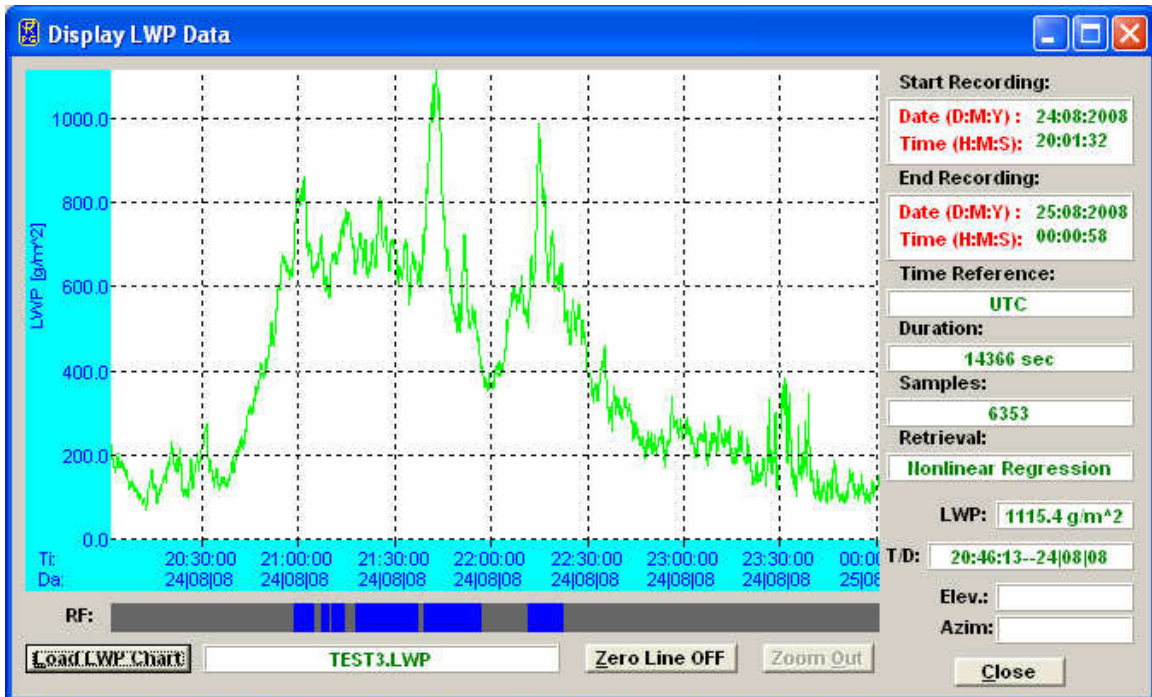 Display LWP Data
LWP [g/m^2]
1000.0
800.0
600.0
400.0
200.0
0.0
Ti: 20:30:00 21:00:00 21:30:00 22:00:00 22:30:00 23:00:00 23:30:00 00:00
Da: 24|08|08 24|08|08 24|08|08 24|08|08 24|08|08 24|08|08 24|08|08 25|08
RF:
Load LWP Chart TEST3.LWP Zero Line OFF Zoom Out
Start Recording:
Date (D:M:Y) : 24:08:2008
Time (H:M:S): 20:01:32
End Recording:
Date (D:M:Y) : 25:08:2008
Time (H:M:S): 00:00:58
Time Reference:
UTC
Duration:
14366 sec
Samples:
6353
Retrieval:
Nonlinear Regression
LWP: 1115.4 g/m^2
T/D: 20:46:13--24|08|08
Elev.:
Azim:
Close